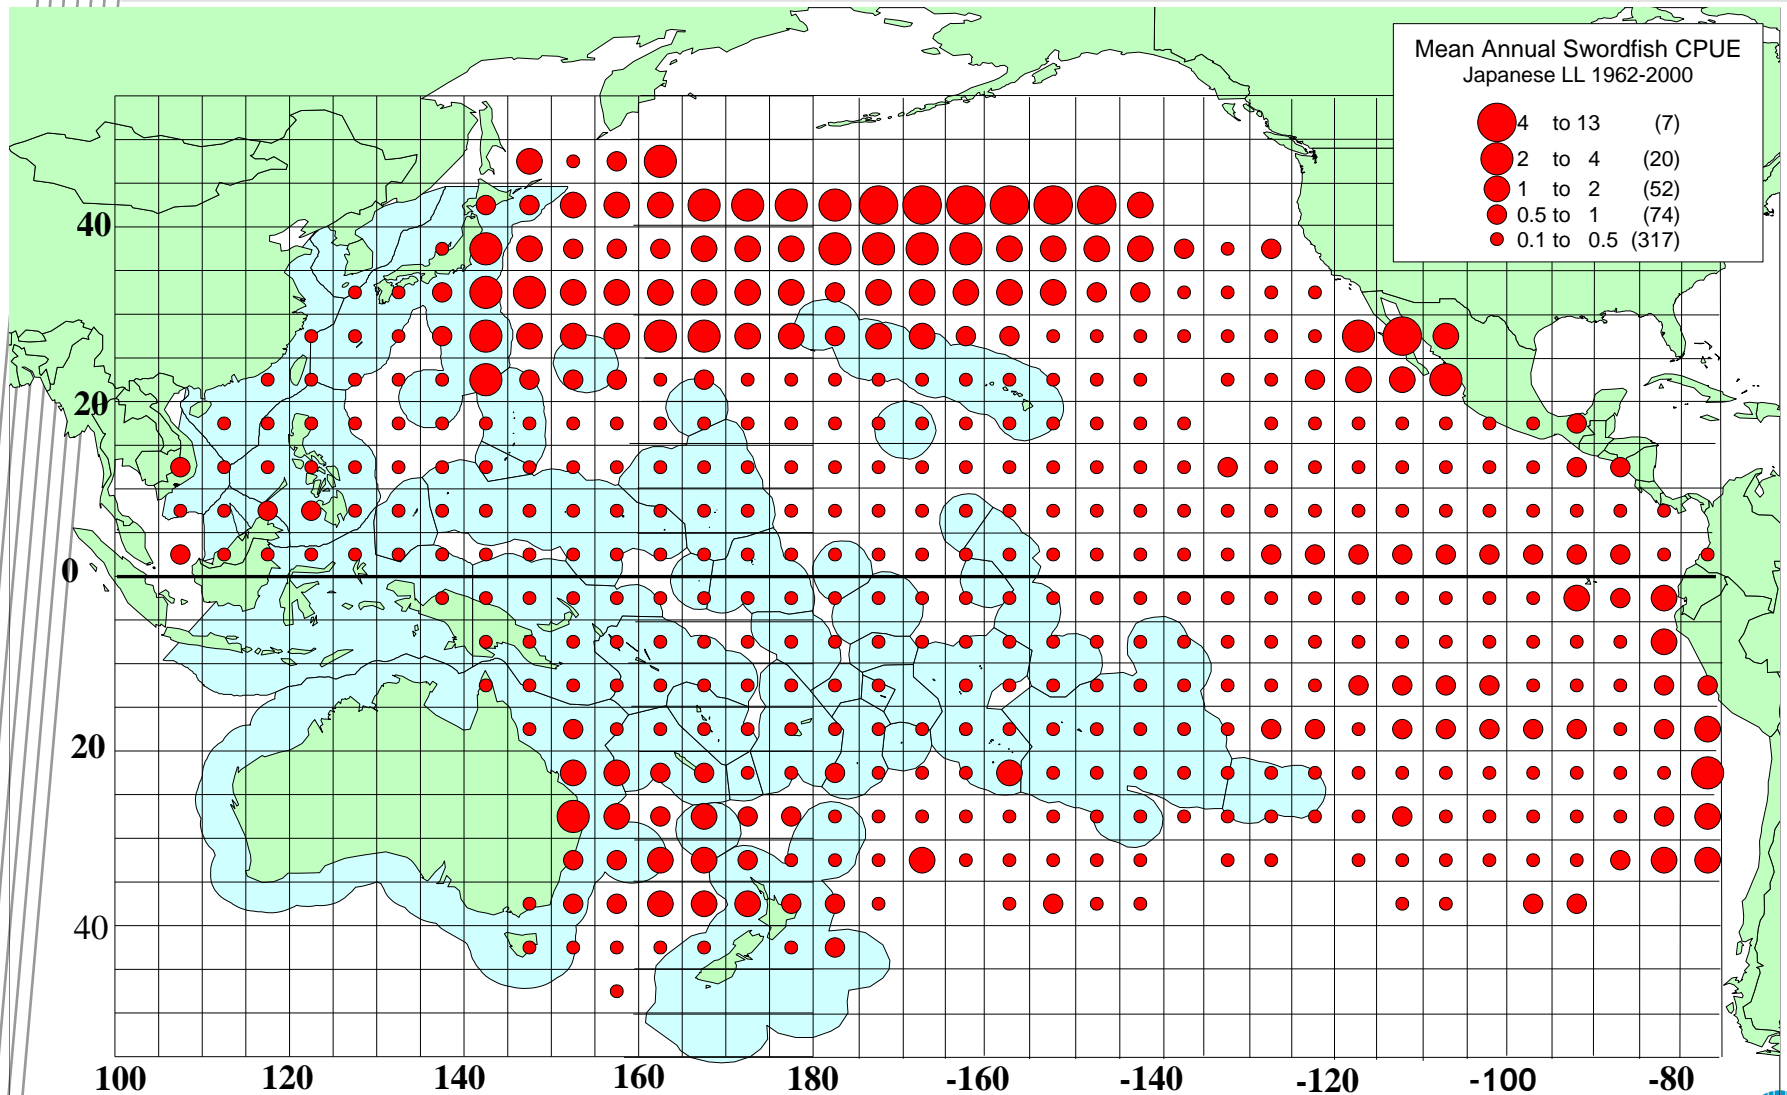 Mean Annual Swordfish CPUE
Japanese LL 1962-2000
4 to 13 (7)
2 to 4 (20)
1 to 2 (52)
0.5 to 1 (74)
0.1 to 0.5 (317)
40
20
0
20
40
100 120 140 160 180 -160 -140 -120 -100 -80